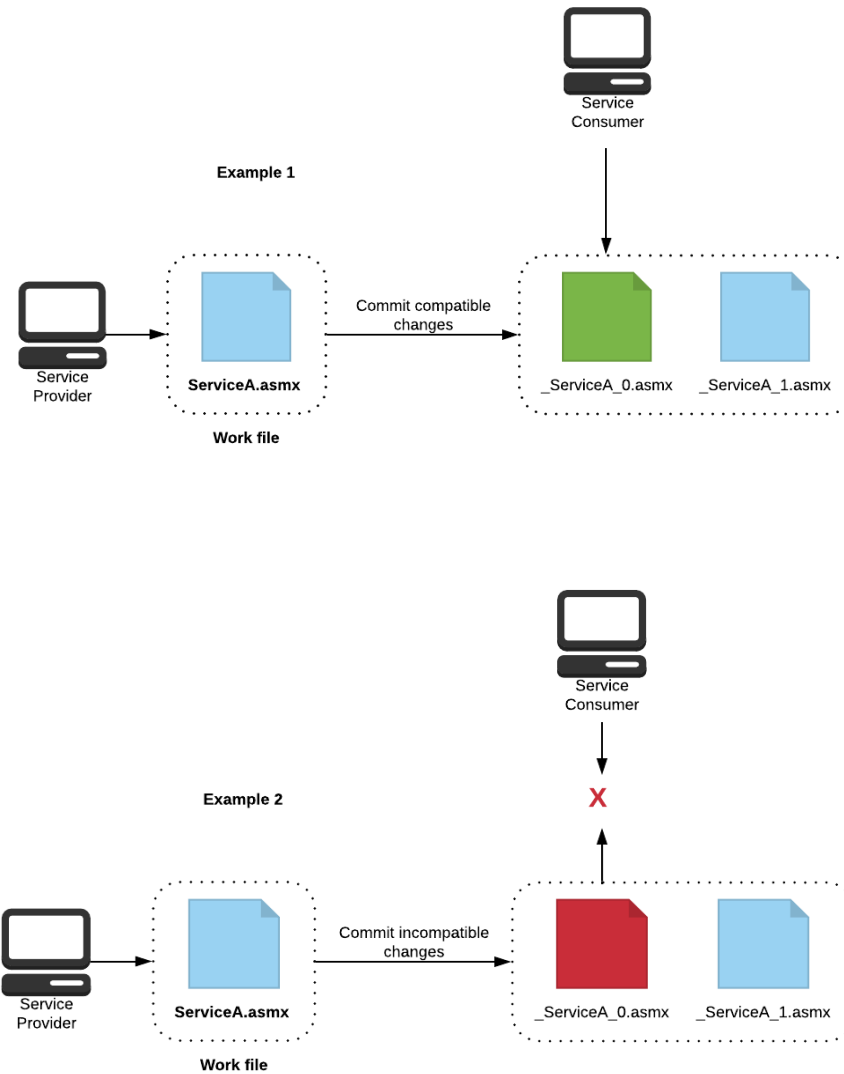 Service
Consumer
Example 1
Commit compatible
changes
Service
Provider
ServiceA.asmx
_ServiceA_0.asmx
_ServiceA_1.asmx
Work file
Service
Consumer
X
Example 2
Commit incompatible
changes
Service
Provider
ServiceA.asmx
_ServiceA_0.asmx
_ServiceA_1.asmx
Work file